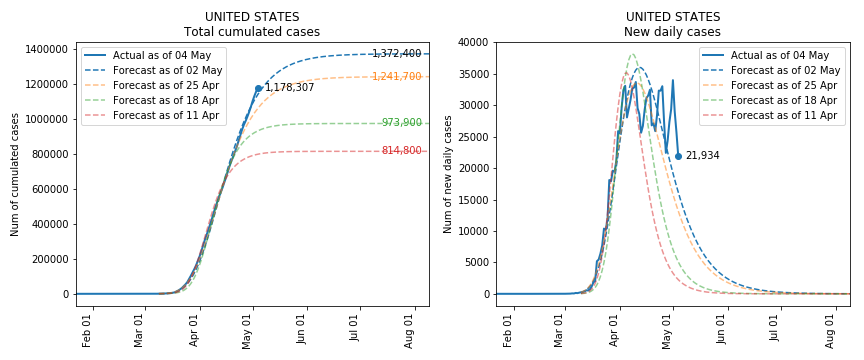 UNITED STATES
Total cumulated cases
Num of cumulated cases
1400000
1200000
1000000
800000
600000
400000
200000
0
Actual as of 04 May
Forecast as of 02 May
Forecast as of 25 Apr
Forecast as of 18 Apr
Forecast as of 11 Apr
1,372,400
1,241,700
1,178,307
973,900
814,800
Feb 01
Mar 01
Apr 01
May 01
Jun 01
Jul 01
Aug 01
UNITED STATES
New daily cases
Num of new daily cases
40000
35000
30000
25000
20000
15000
10000
5000
0
Actual as of 04 May
Forecast as of 02 May
Forecast as of 25 Apr
Forecast as of 18 Apr
Forecast as of 11 Apr
21,934
Feb 01
Mar 01
Apr 01
May 01
Jun 01
Jul 01
Aug 01